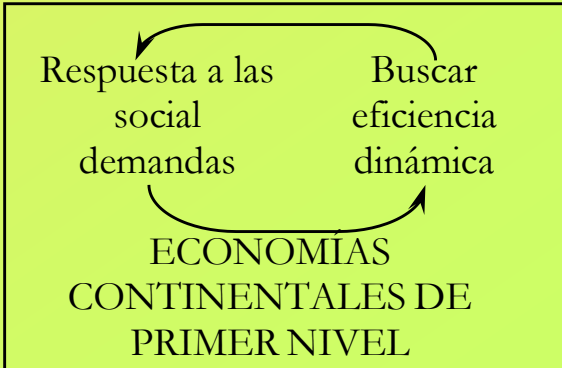 Respuesta a las
social
demandas
Buscar
eficiencia
dinámica
ECONOMÍAS
CONTINENTALES DE
PRIMER NIVEL